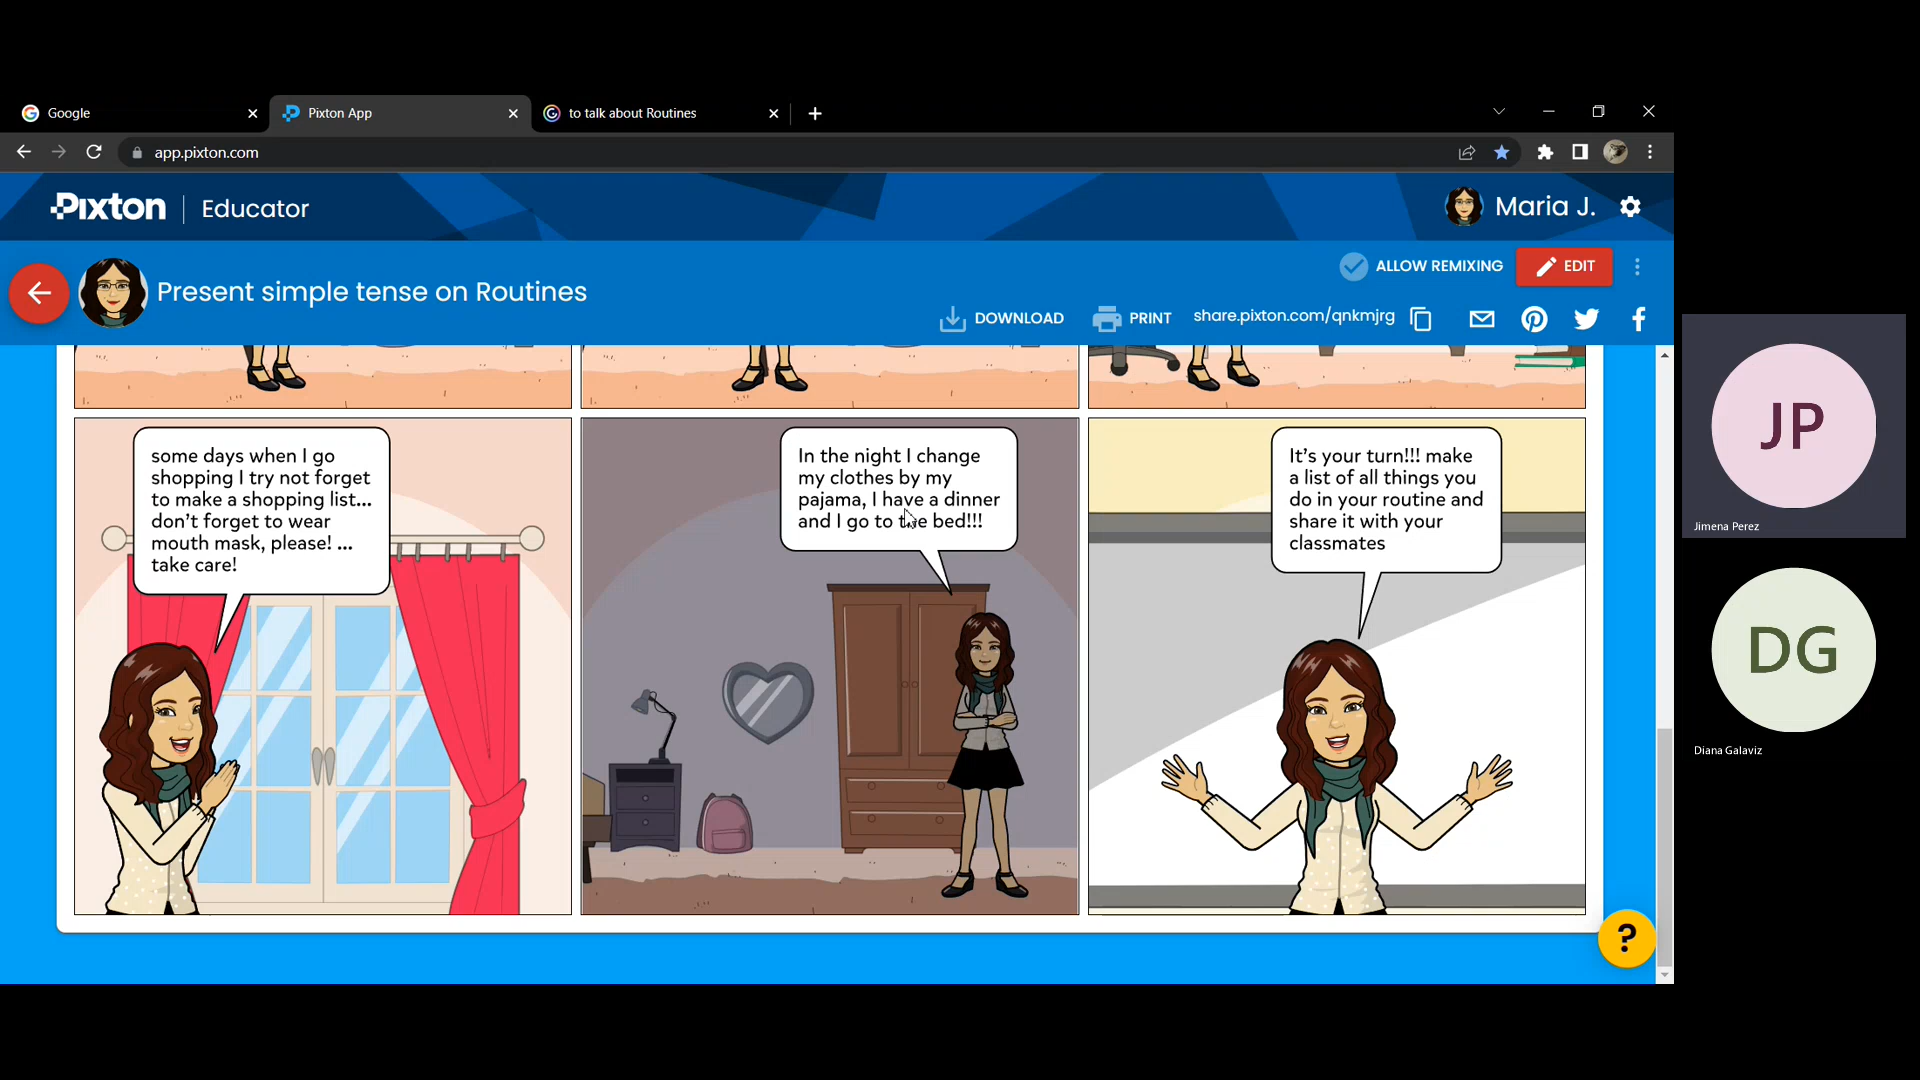 Google
Pixton App
to talk about Routines
app.pixton.com
Pixton
Educator
Maria J.
Present simple tense on Routines
ALLOW REMIXING
EDIT
DOWNLOAD
PRINT
share.pixton.com/qnkmjrg
some days when I go
shopping I try not forget
to make a shopping list...
don't forget to wear
mouth mask, please! ...
take care!
In the night I change
my clothes by my
pajama, I have a dinner
and I go to the bed!!!
It's your turn!!! make
a list of all things you
do in your routine and
share it with your
classmates
?
JP
Jimena Perez
DG
Diana Galaviz